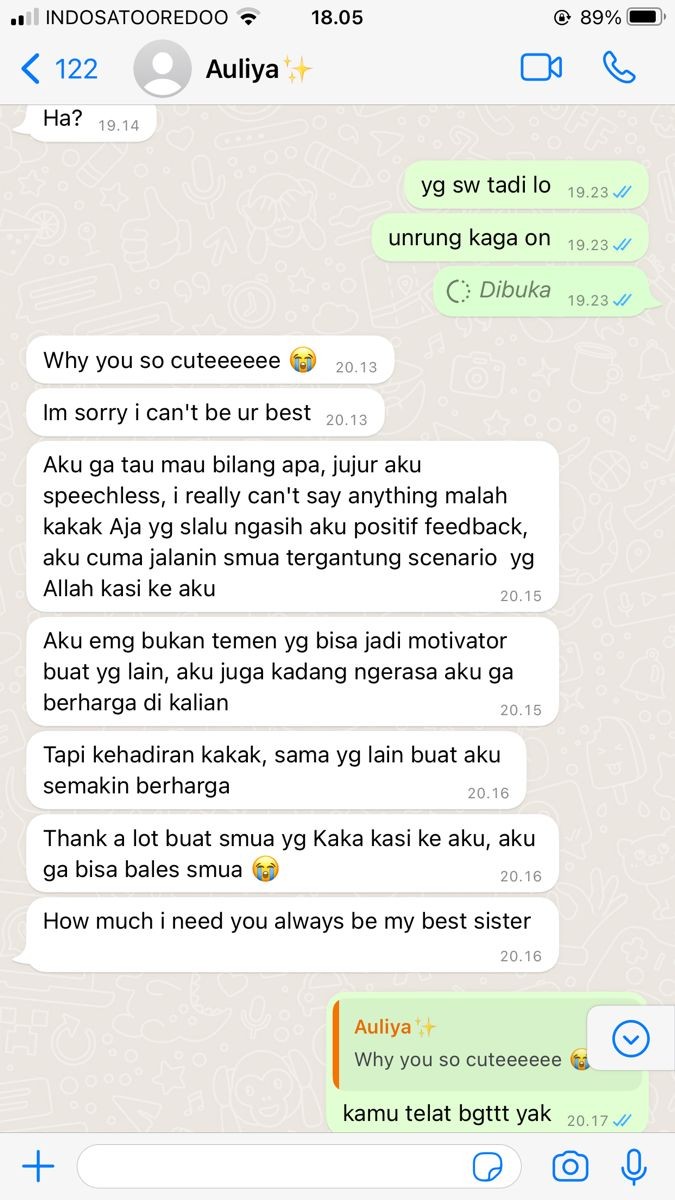 INDOSATOOREDOO 18.05 89%
122 Auliya✨
Ha? 19.14
yg sw tadi lo 19.23
unrung kaga on 19.23
Dibuka 19.23
Why you so cuteeeeee 😭 20.13
Im sorry i can't be ur best 20.13
Aku ga tau mau bilang apa, jujur aku
speechless, i really can't say anything malah
kakak Aja yg slalu ngasih aku positif feedback,
aku cuma jalanin smua tergantung scenario yg
Allah kasi ke aku 20.15
Aku emg bukan temen yg bisa jadi motivator
buat yg lain, aku juga kadang ngerasa aku ga
berharga di kalian 20.15
Tapi kehadiran kakak, sama yg lain buat aku
semakin berharga 20.16
Thank a lot buat smua yg Kaka kasi ke aku, aku
ga bisa bales smua 😭 20.16
How much i need you always be my best sister
20.16
Auliya✨
Why you so cuteeeeee 😭
kamu telat bgttt yak 20.17